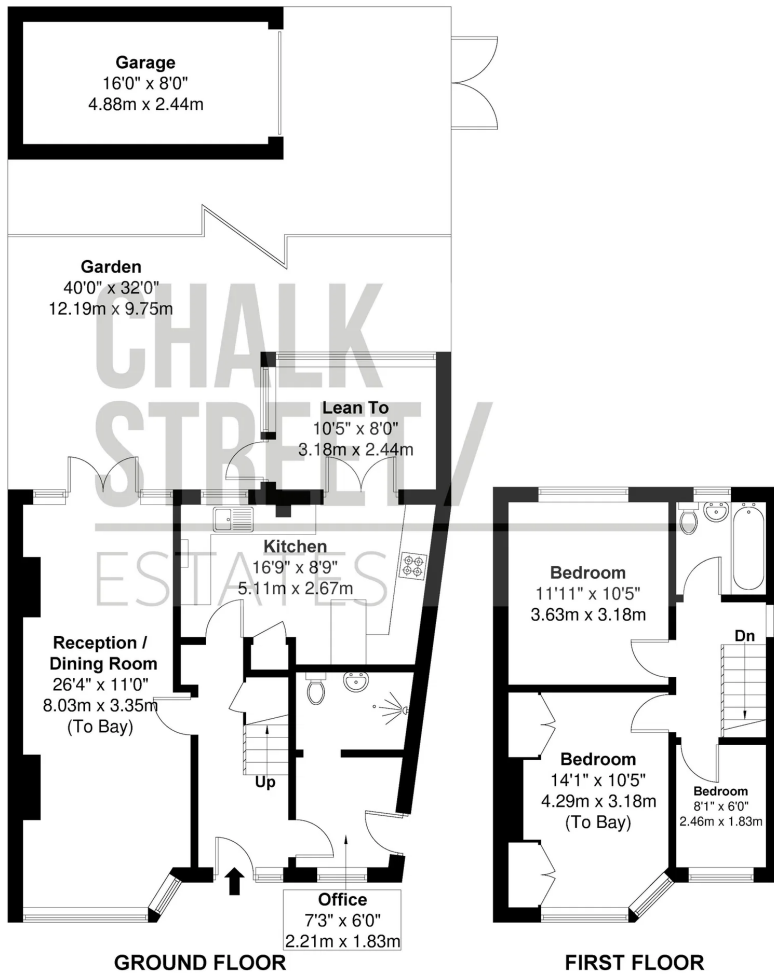 Garage
16'0" x 8'0"
4.88m x 2.44m
Garden
40'0" x 32'0"
12.19m x 9.75m
CHALK
STREET/
ESTATES
Lean To
10'5" x 8'0"
3.18m x 2.44m
Kitchen
16'9" x 8'9"
5.11m x 2.67m
Reception /
Dining Room
26'4" x 11'0"
8.03m x 3.35m
(To Bay)
Up
Office
7'3" x 6'0"
2.21m x 1.83m
GROUND FLOOR
Bedroom
11'11" x 10'5"
3.63m x 3.18m
Dn
Bedroom
14'1" x 10'5"
4.29m x 3.18m
(To Bay)
Bedroom
8'1" x 6'0"
2.46m x 1.83m
FIRST FLOOR